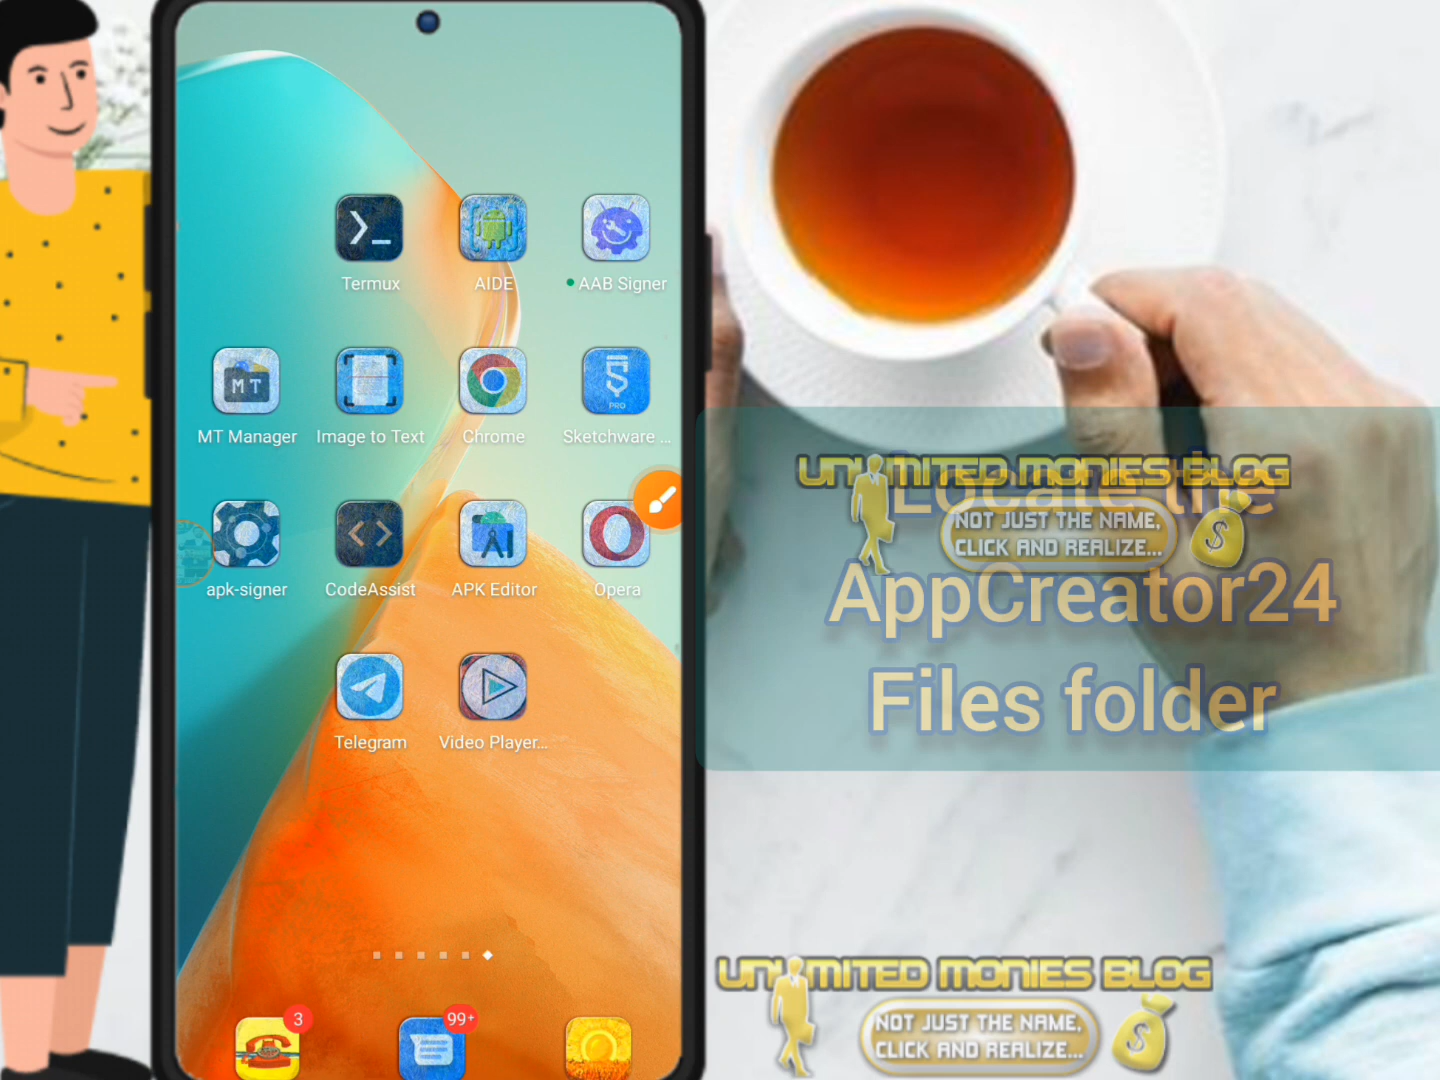 Termux
AIDE
AAB Signer
MT
MT Manager
Image to Text
Chrome
PRO
Sketchware ...
apk-signer
CodeAssist
APK Editor
Opera
Telegram
Video Player...
3
99+
UNLIMITED MONIES BLOG
NOT JUST THE NAME,
CLICK AND REALIZE...
$
Locate the
AppCreator24
Files folder
UNLIMITED MONIES BLOG
NOT JUST THE NAME,
CLICK AND REALIZE...
$